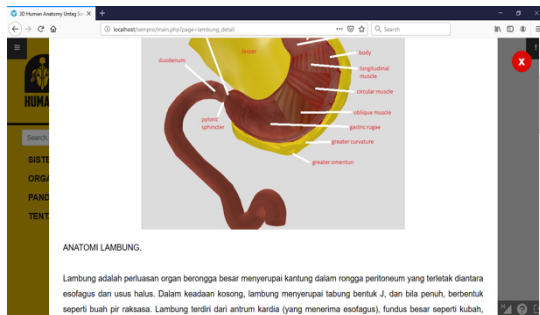 3D Human Anatomy Untag Su
localhost/sempro/main.php?page=lambung_detail
Search
lesser
body
duodenum
longitudinal
muscle
circular muscle
oblique muscle
pyloric
sphincter
gastric rugae
greater curvature
greater omentun
X
HUMA
Search
SISTE
ORGA
PAND
TENT
ANATOMI LAMBUNG.
Lambung adalah perluasan organ berongga besar menyerupai kantung dalam rongga peritoneum yang terletak diantara
esofagus dan usus halus. Dalam keadaan kosong, lambung menyerupai tabung bentuk J, dan bila penuh, berbentuk
seperti buah pir raksasa. Lambung terdiri dari antrum kardia (yang menerima esofagus), fundus besar seperti kubah,